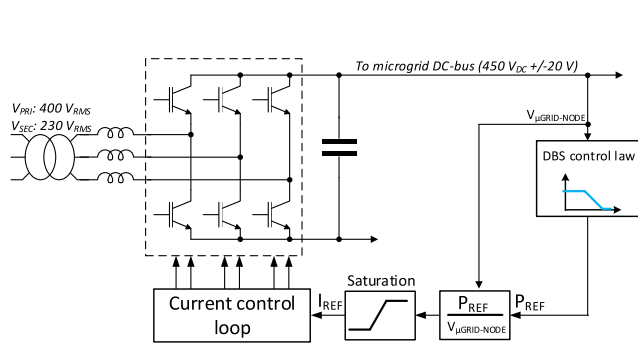 To microgrid DC-bus (450 VDC +/-20 V)
VPRI: 400 VRMS
VSEC: 230 VRMS
VµGRID-NODE
DBS control law
Saturation
Current control
loop
IREF
PREF
VµGRID-NODE
PREF